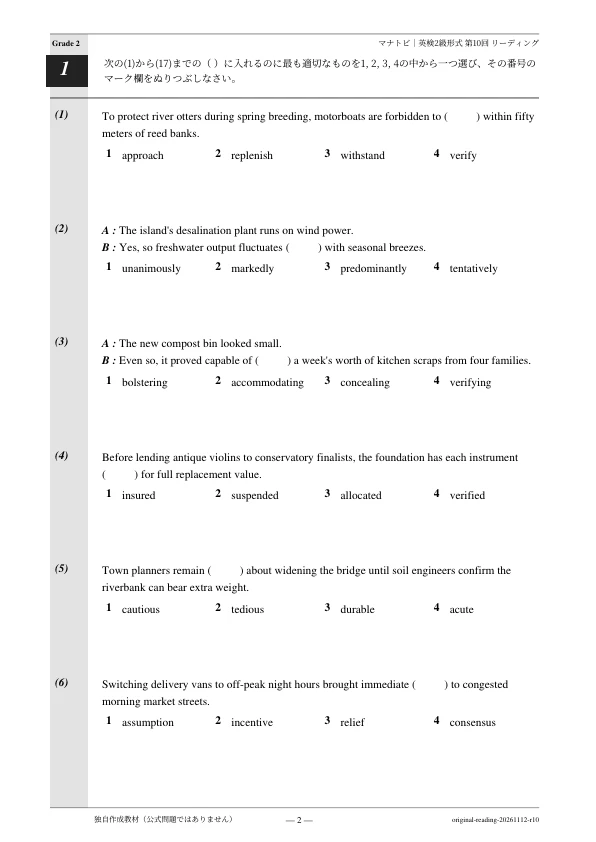 Grade 2
マナトビ｜英検2級形式 第10回 リーディング
1
次の(1)から(17)までの（ ）に入れるのに最も適切なものを1, 2, 3, 4の中から一つ選び、その番号の
マーク欄をぬりつぶしなさい。
(1)
To protect river otters during spring breeding, motorboats are forbidden to (　　) within fifty
meters of reed banks.
1 approach 2 replenish 3 withstand 4 verify
(2)
A : The island's desalination plant runs on wind power.
B : Yes, so freshwater output fluctuates (　　) with seasonal breezes.
1 unanimously 2 markedly 3 predominantly 4 tentatively
(3)
A : The new compost bin looked small.
B : Even so, it proved capable of (　　) a week's worth of kitchen scraps from four families.
1 bolstering 2 accommodating 3 concealing 4 verifying
(4)
Before lending antique violins to conservatory finalists, the foundation has each instrument
(　　) for full replacement value.
1 insured 2 suspended 3 allocated 4 verified
(5)
Town planners remain (　　) about widening the bridge until soil engineers confirm the
riverbank can bear extra weight.
1 cautious 2 tedious 3 durable 4 acute
(6)
Switching delivery vans to off-peak night hours brought immediate (　　) to congested
morning market streets.
1 assumption 2 incentive 3 relief 4 consensus
独自作成教材（公式問題ではありません）
— 2 —
original-reading-20261112-r10